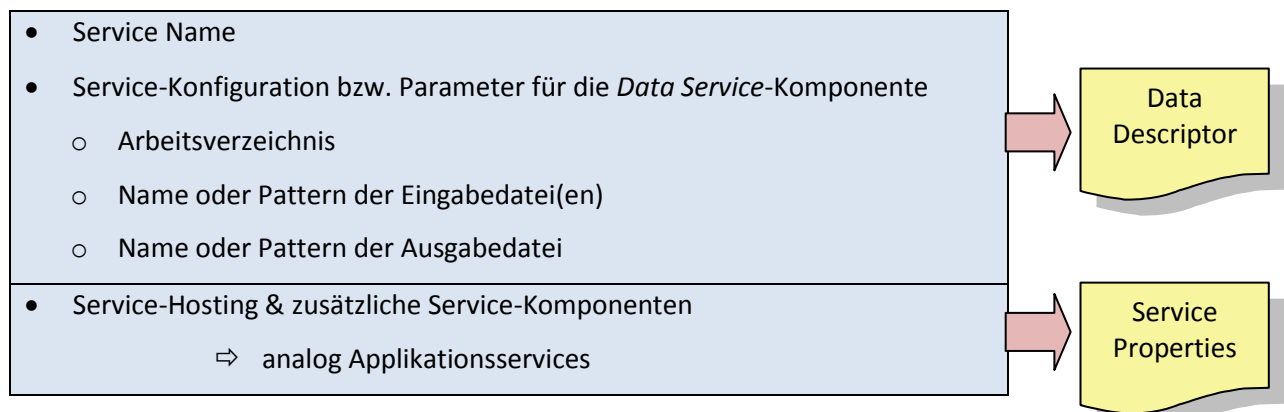 • Service Name
• Service-Konfiguration bzw. Parameter für die Data Service-Komponente
o Arbeitsverzeichnis
o Name oder Pattern der Eingabedatei(en)
o Name oder Pattern der Ausgabedatei
Data
Descriptor
• Service-Hosting & zusätzliche Service-Komponenten
⇨ analog Applikationsservices
Service
Properties